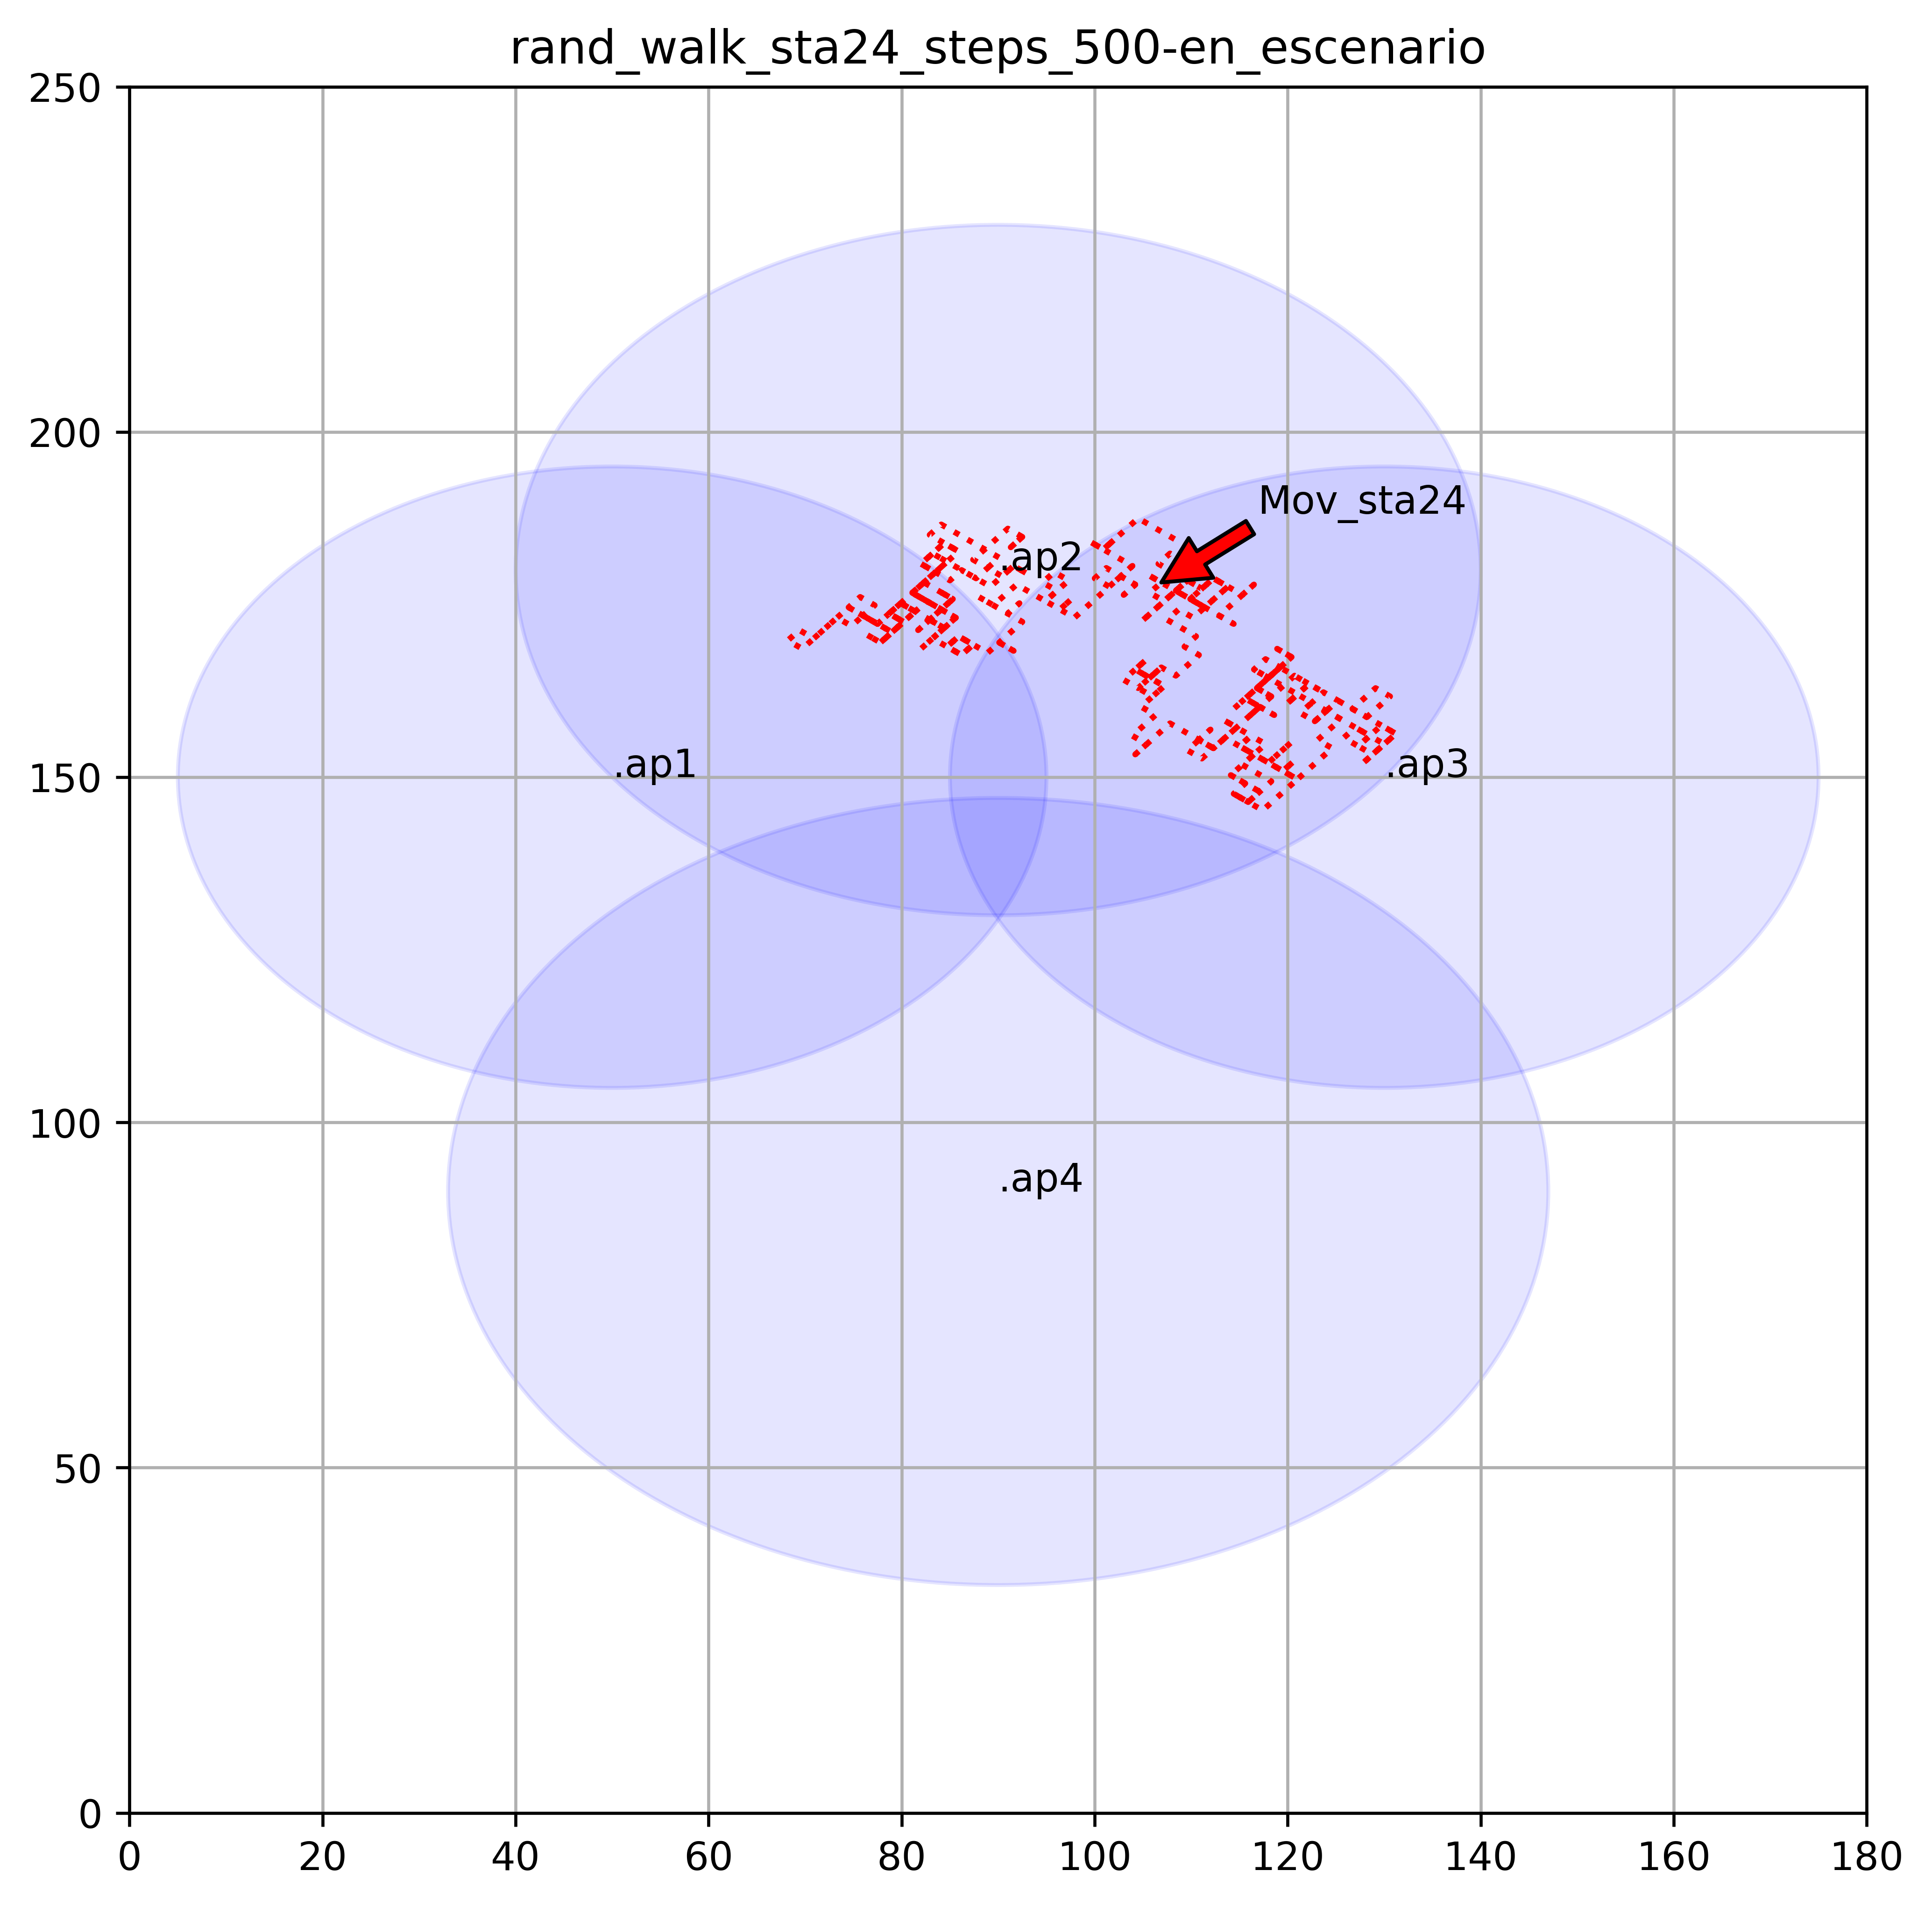 rand_walk_sta24_steps_500-en_escenario
250
200
Mov_sta24
.ap2
150
.ap1
.ap3
100
.ap4
50
0
0 20 40 60 80 100 120 140 160 180